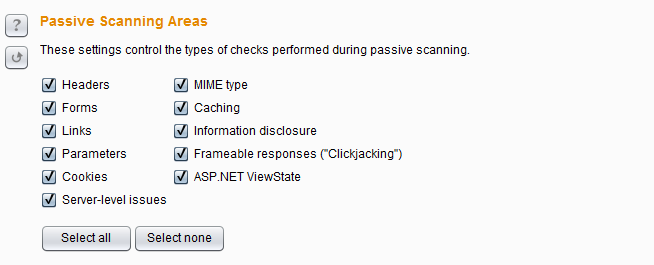 ?
Passive Scanning Areas
These settings control the types of checks performed during passive scanning.
Headers
MIME type
Forms
Caching
Links
Information disclosure
Parameters
Frameable responses ("Clickjacking")
Cookies
ASP.NET ViewState
Server-level issues
Select all
Select none